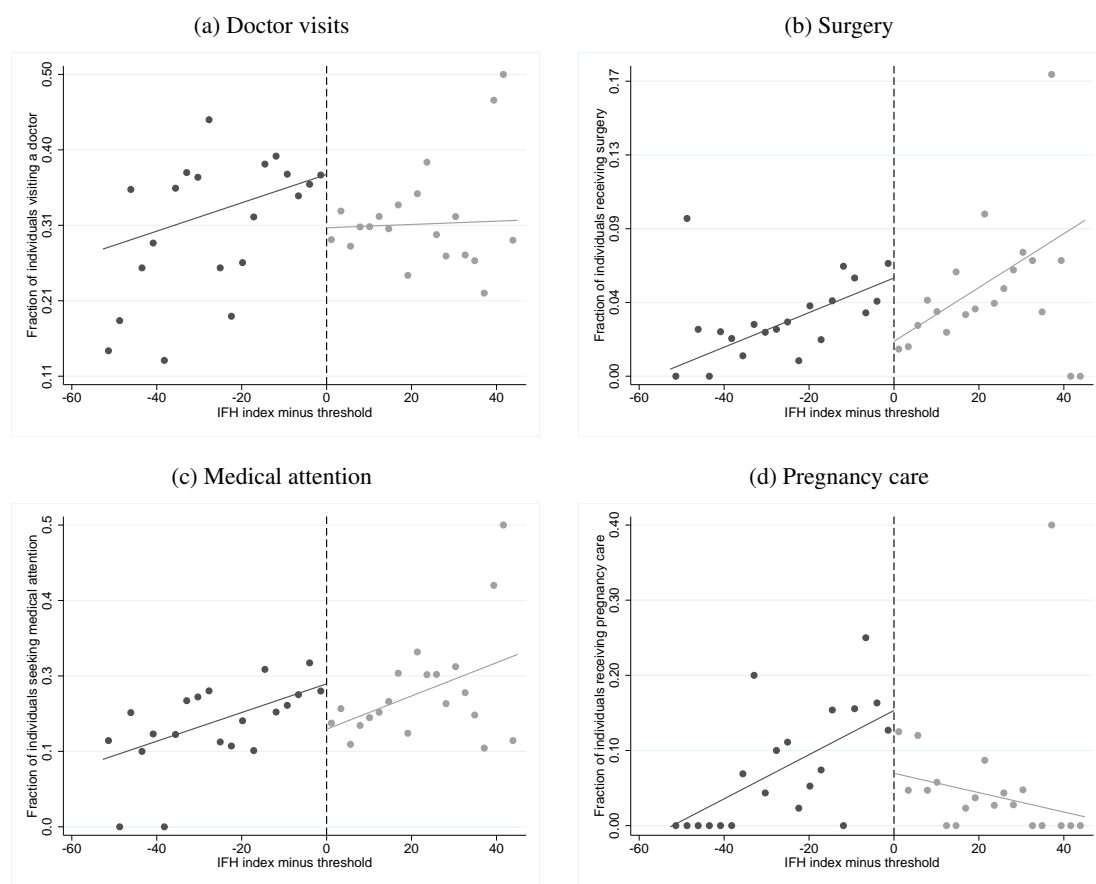 (a) Doctor visits
Fraction of individuals visiting a doctor
0.50
0.40
0.31
0.21
0.11
-60 -40 -20 0 20 40
IFH index minus threshold
(b) Surgery
Fraction of individuals receiving surgery
0.17
0.13
0.09
0.04
0.00
-60 -40 -20 0 20 40
IFH index minus threshold
(c) Medical attention
Fraction of individuals seeking medical attention
0.5
0.4
0.3
0.1
0.0
-60 -40 -20 0 20 40
IFH index minus threshold
(d) Pregnancy care
Fraction of individuals receiving pregnancy care
0.40
0.30
0.20
0.10
0.00
-60 -40 -20 0 20 40
IFH index minus threshold